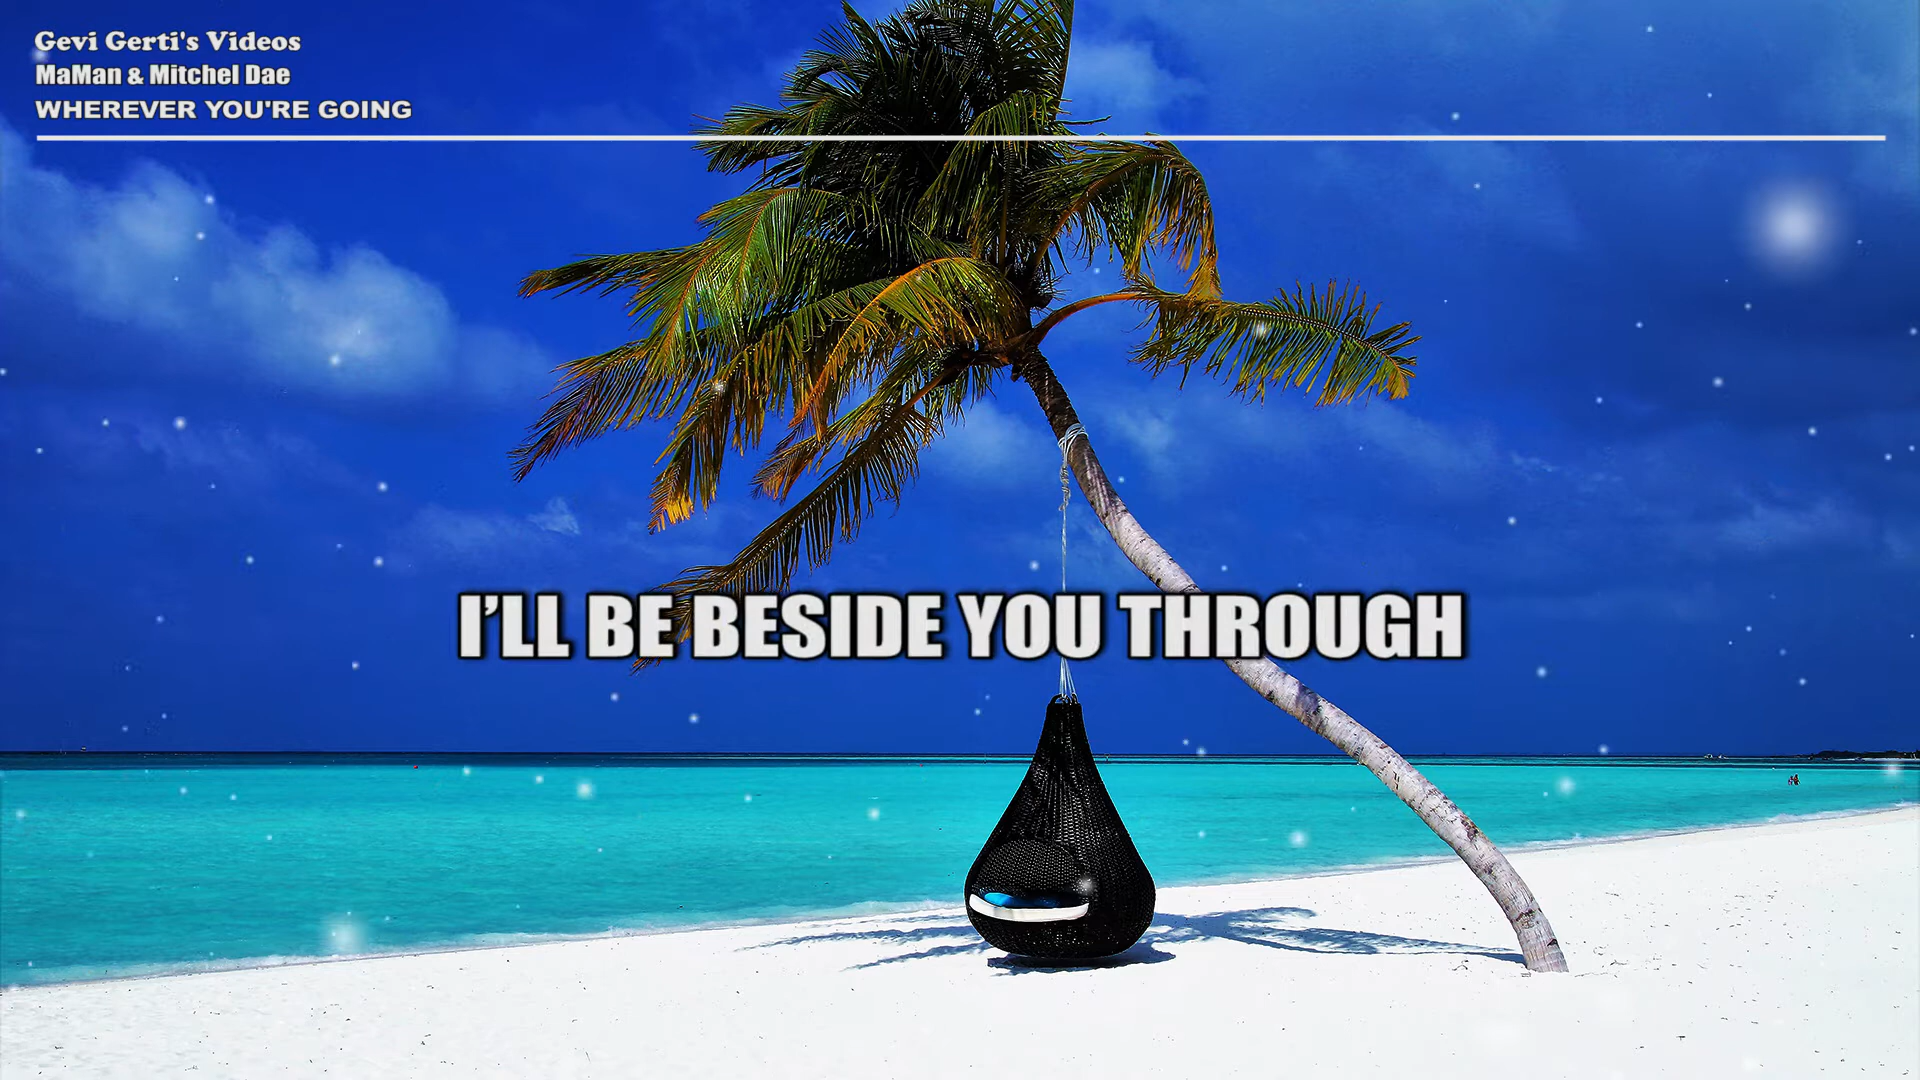 Gevi Gerti's Videos
MaMan & Mitchel Dae
WHEREVER YOU'RE GOING
I’LL BE BESIDE YOU THROUGH